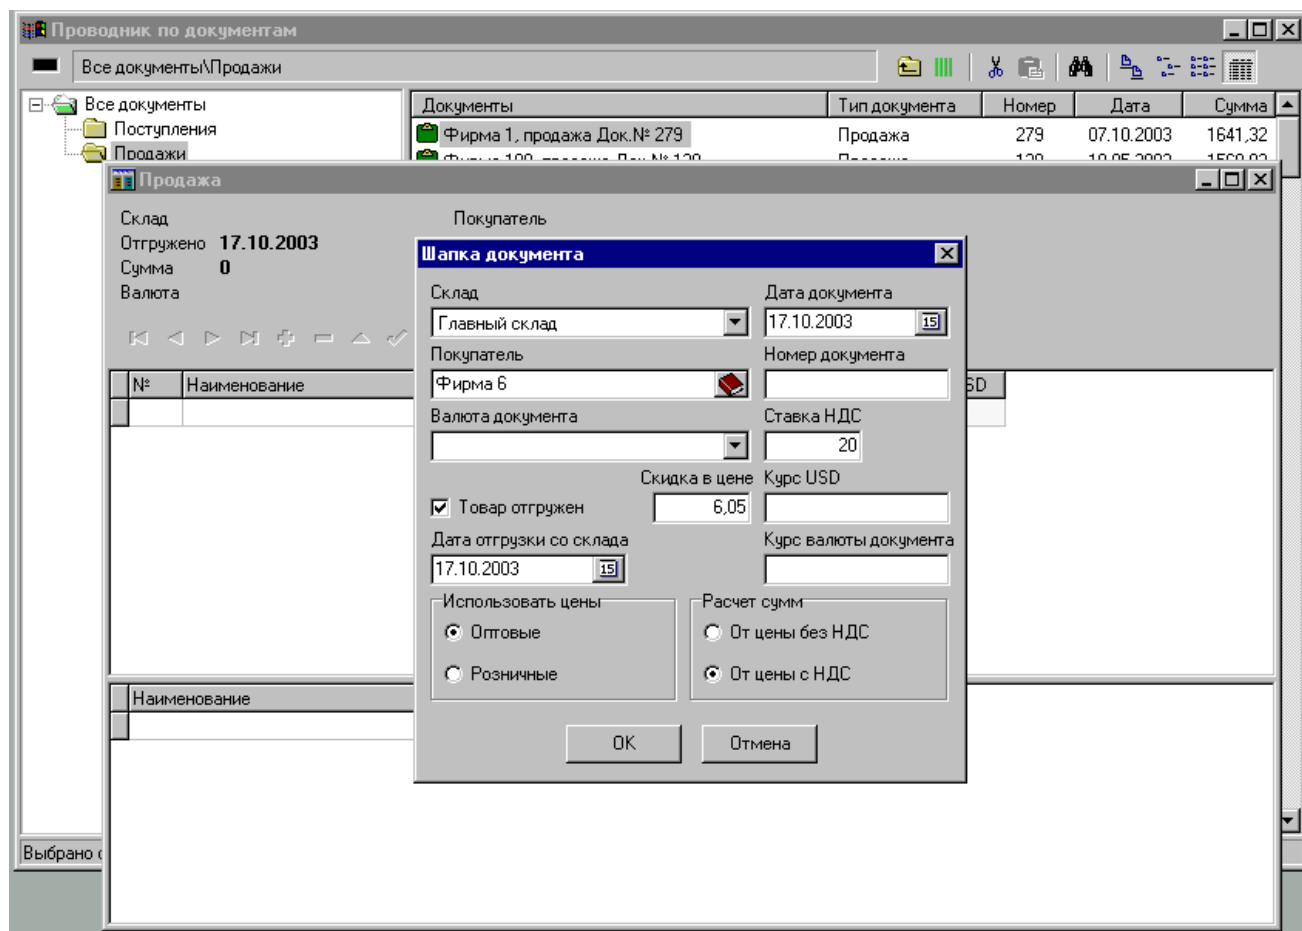 Проводник по документам
Все документы\Продажи
Все документы
Поступления
Продажи
Документы Тип документа Номер Дата Сумма
Фирма 1, продажа Док.№ 279 Продажа 279 07.10.2003 1641,32
Продажа
Склад Покупатель
Отгружено 17.10.2003
Сумма 0
Валюта
№ Наименование SD
Наименование
Шапка документа
Склад Дата документа
Главный склад 17.10.2003 15
Покупатель Номер документа
Фирма 6
Валюта документа Ставка НДС
20
Скидка в цене Курс USD
Товар отгружен 6,05
Дата отгрузки со склада Курс валюты документа
17.10.2003 15
Использовать цены Расчет сумм
Оптовые От цены без НДС
Розничные От цены с НДС
OK Отмена
Выбрано